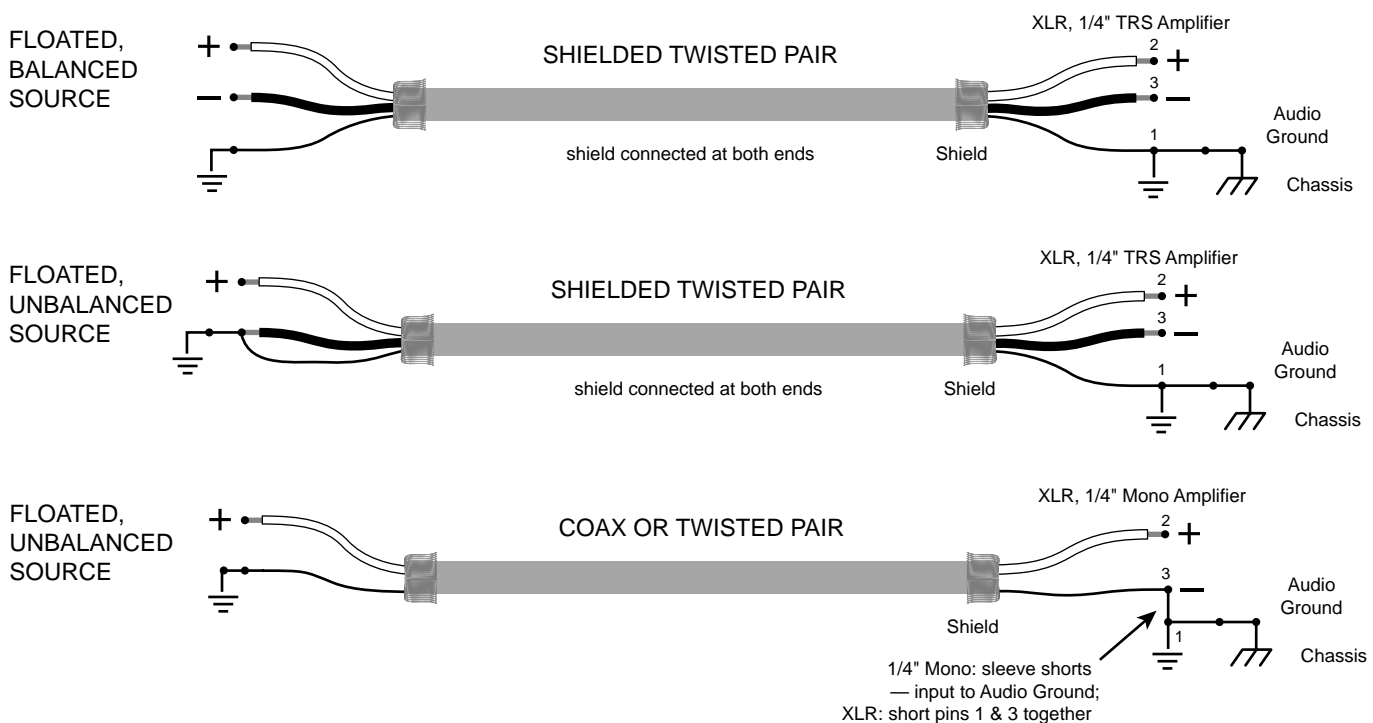 FLOATED,
BALANCED
SOURCE
+
—
SHIELDED TWISTED PAIR
shield connected at both ends
Shield
XLR, 1/4" TRS Amplifier
2
+
3
—
1
Audio
Ground
Chassis
FLOATED,
UNBALANCED
SOURCE
+
SHIELDED TWISTED PAIR
shield connected at both ends
Shield
XLR, 1/4" TRS Amplifier
2
+
3
—
1
Audio
Ground
Chassis
FLOATED,
UNBALANCED
SOURCE
+
COAX OR TWISTED PAIR
Shield
XLR, 1/4" Mono Amplifier
2
+
3
—
1
Audio
Ground
Chassis
1/4" Mono: sleeve shorts
— input to Audio Ground;
XLR: short pins 1 & 3 together